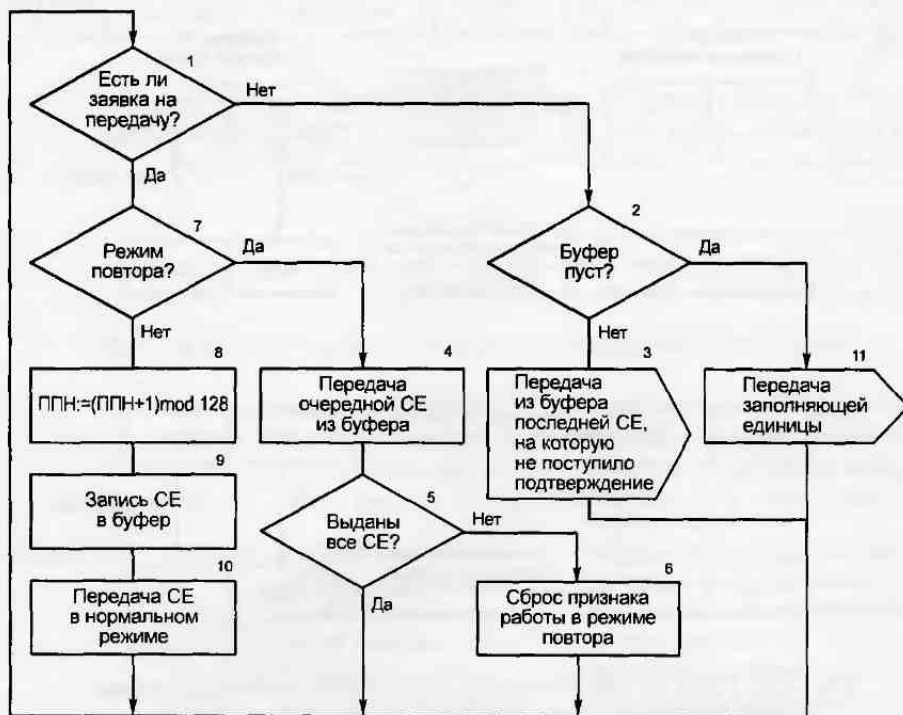 1
Есть ли
заявка на
передачу?
Нет
Да
7
Режим
повтора?
Да
Нет
2
Буфер
пуст?
Да
Нет
8
ППН:=(ППН+1)mod 128
4
Передача
очередной СЕ
из буфера
3
Передача
из буфера
последней СЕ,
на которую
не поступило
подтверждение
11
Передача
заполняющей
единицы
9
Запись СЕ
в буфер
5
Выданы
все СЕ?
Нет
Да
10
Передача СЕ
в нормальном
режиме
6
Сброс признака
работы в режиме
повтора